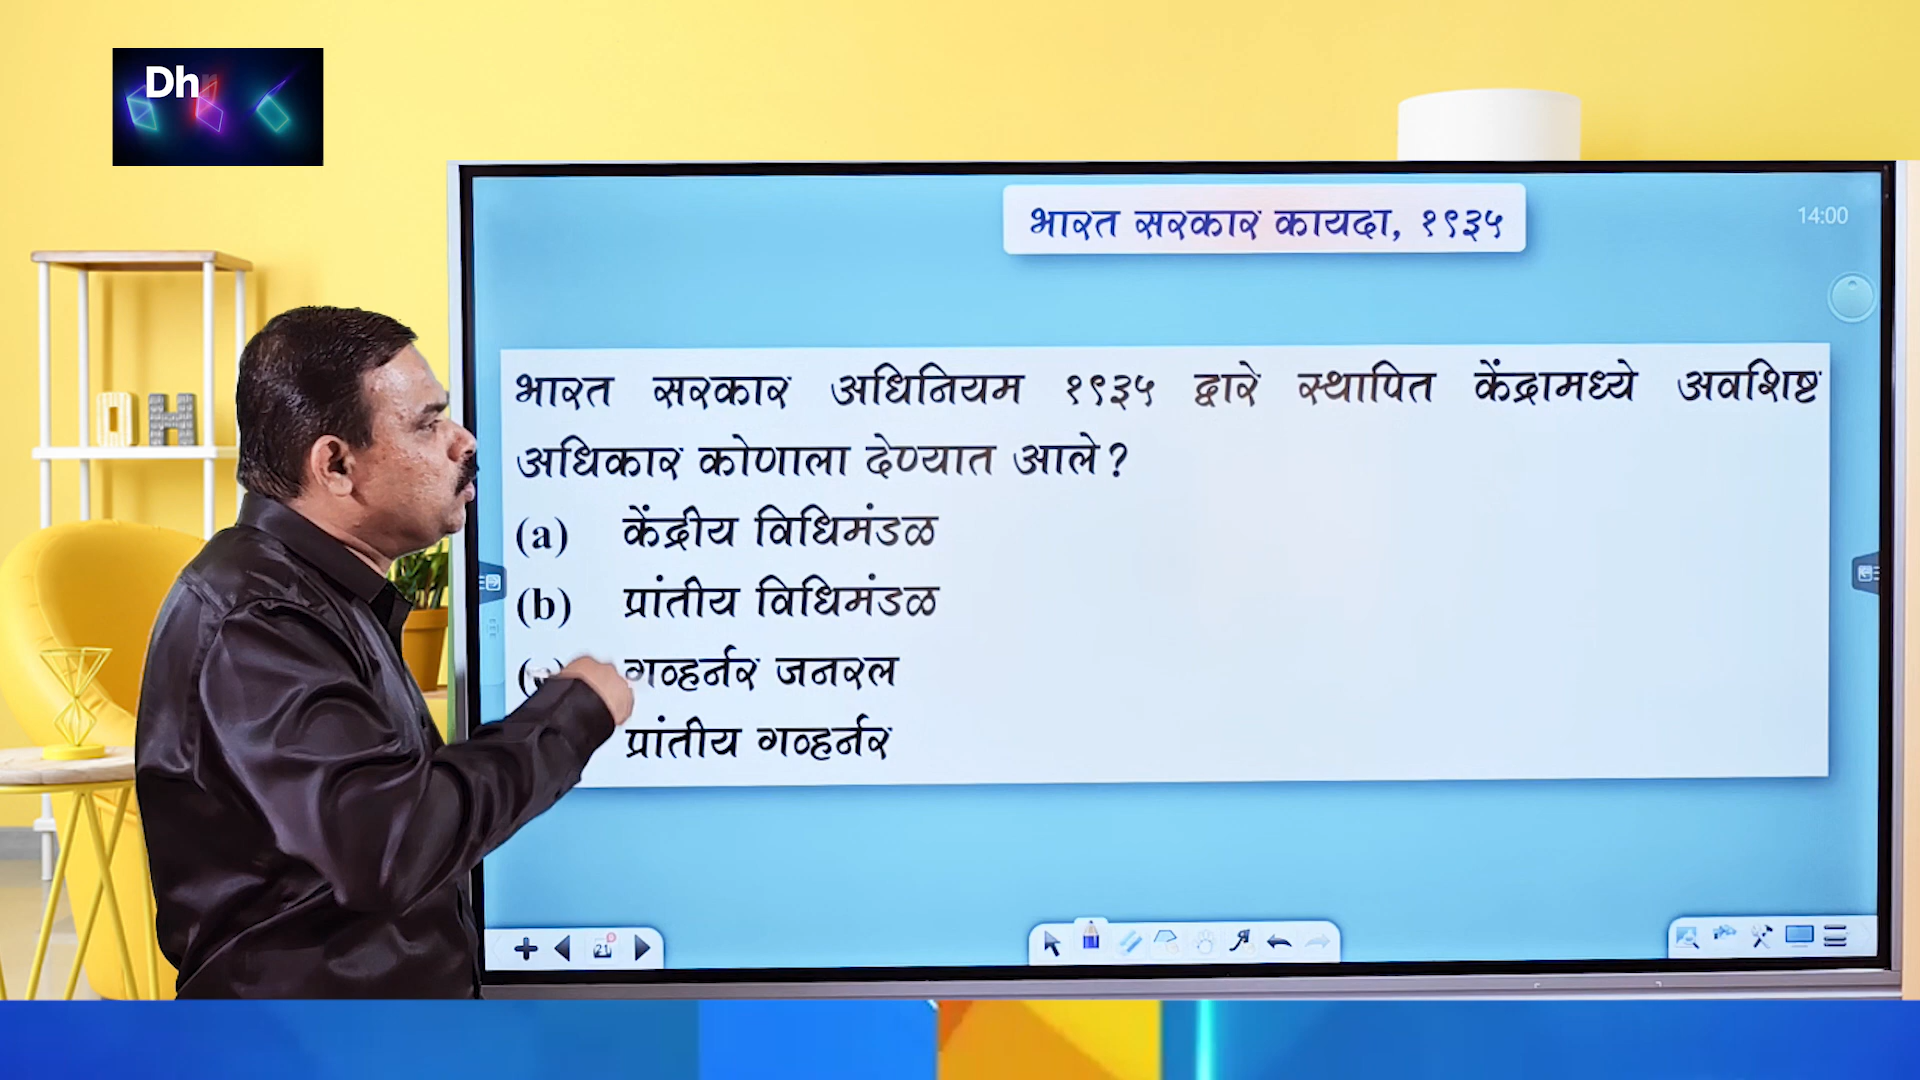 Dh
भारत सरकार कायदा, १९३५
14:00
भारत सरकार अधिनियम १९३५ द्वारे स्थापित केंद्रामध्ये अवशिष्ट
अधिकार कोणाला देण्यात आले?
(a) केंद्रीय विधिमंडळ
(b) प्रांतीय विधिमंडळ
गव्हर्नर जनरल
प्रांतीय गव्हर्नर
21